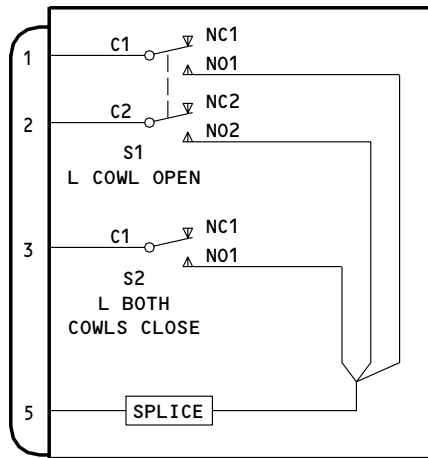 C1 NC1
1 NO1
C2 NC2
2 NO2
S1
L COWL OPEN
C1 NC1
3 NO1
S2
L BOTH
COWLS CLOSE
5 SPLICE